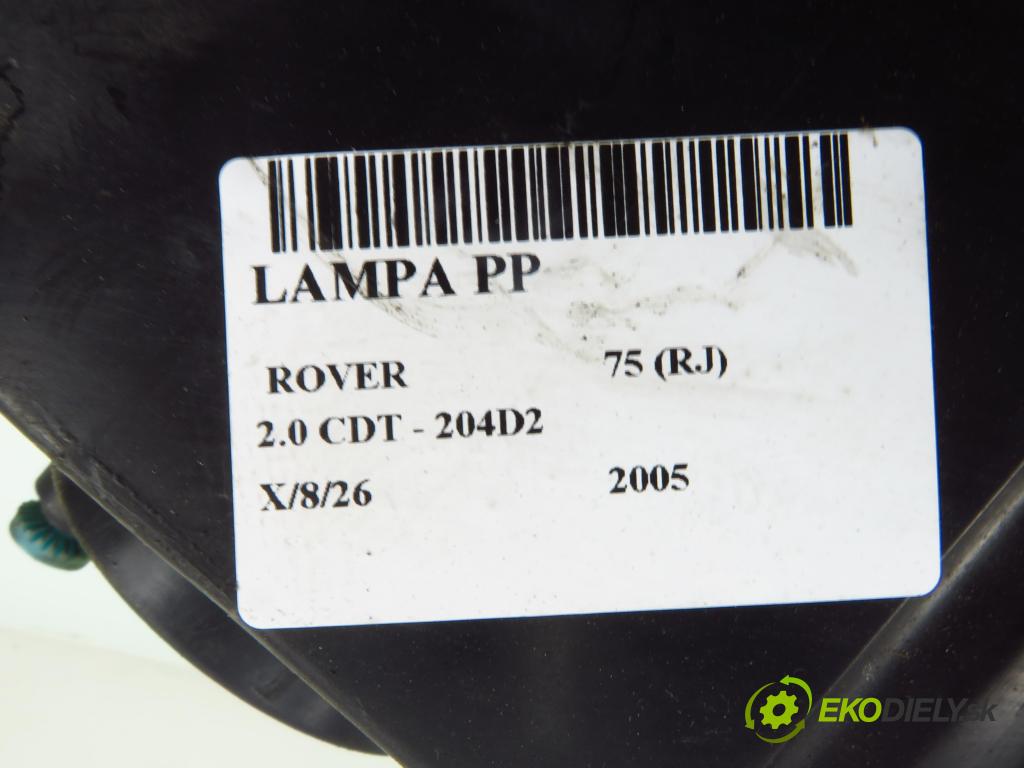 LAMPA PP
ROVER 75 (RJ)
2.0 CDT - 204D2
X/8/26 2005
EKODIELY.sk